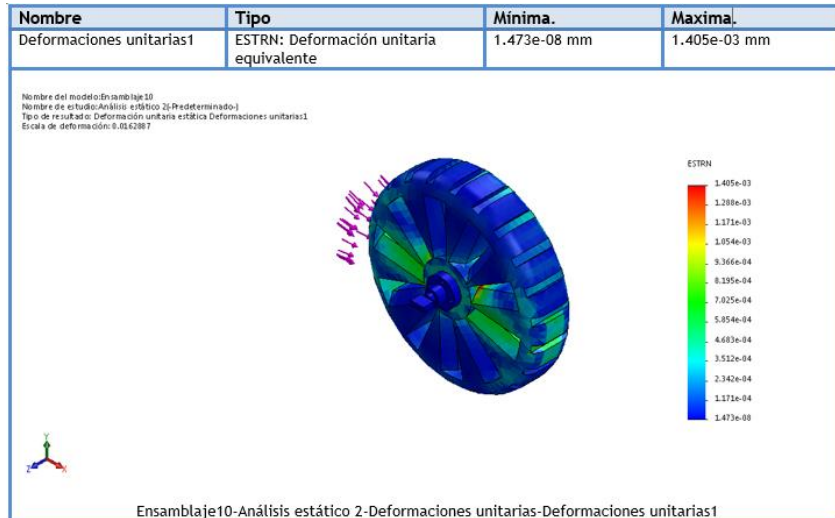 Nombre Tipo Mínima. Maxima.
Deformaciones unitarias1 ESTRN: Deformación unitaria equivalente 1.473e-08 mm 1.405e-03 mm
Nombre del modelo:Ensamblaje10
Nombre de estudio:Análisis estático 2(-Predeterminado-)
Tipo de resultado: Deformación unitaria estática Deformaciones unitarias1
Escala de deformación: 0.0162887
ESTRN
1.405e-03
1.288e-03
1.171e-03
1.054e-03
9.366e-04
8.195e-04
7.025e-04
5.854e-04
4.683e-04
3.512e-04
2.342e-04
1.171e-04
1.473e-08
Y
Z X
Ensamblaje10-Análisis estático 2-Deformaciones unitarias-Deformaciones unitarias1